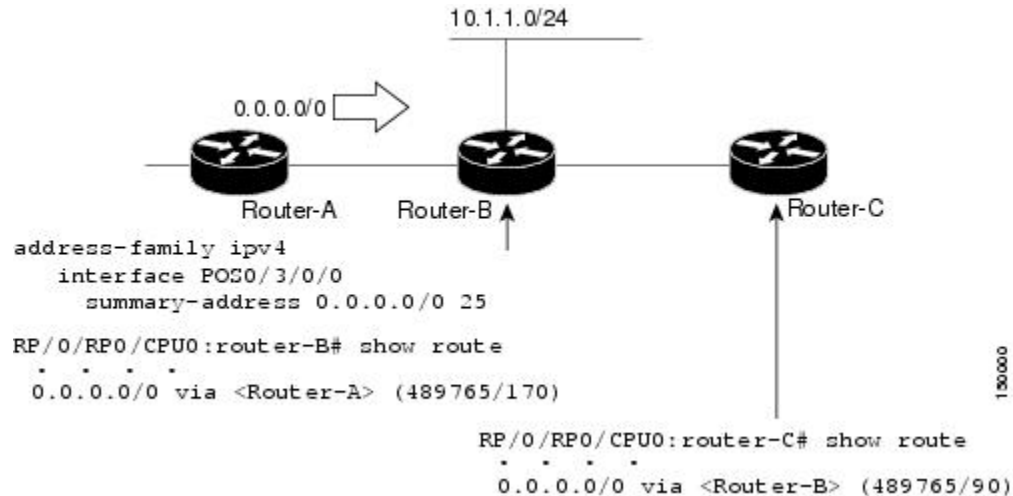 10.1.1.0/24
0.0.0.0/0
Router-A
Router-B
Router-C
address-family ipv4
interface POS0/3/0/0
summary-address 0.0.0.0/0 25
RP/0/RP0/CPU0:router-B# show route
. . . .
0.0.0.0/0 via <Router-A> (489765/170)
150000
RP/0/RP0/CPU0:router-C# show route
. . . .
0.0.0.0/0 via <Router-B> (489765/90)